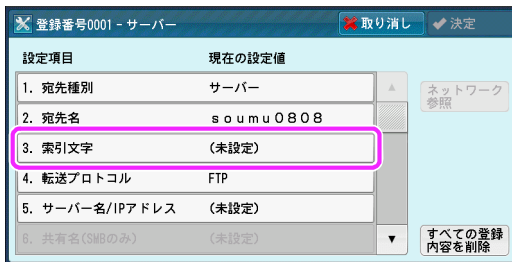 登録番号0001 - サーバー
取り消し
決定
設定項目 現在の設定値
1. 宛先種別 サーバー
2. 宛先名 ｓｏｕｍｕ０８０８
3. 索引文字 (未設定)
4. 転送プロトコル FTP
5. サーバー名/IPアドレス (未設定)
6. 共有名(SMBのみ) (未設定)
ネットワーク
参照
すべての登録
内容を削除